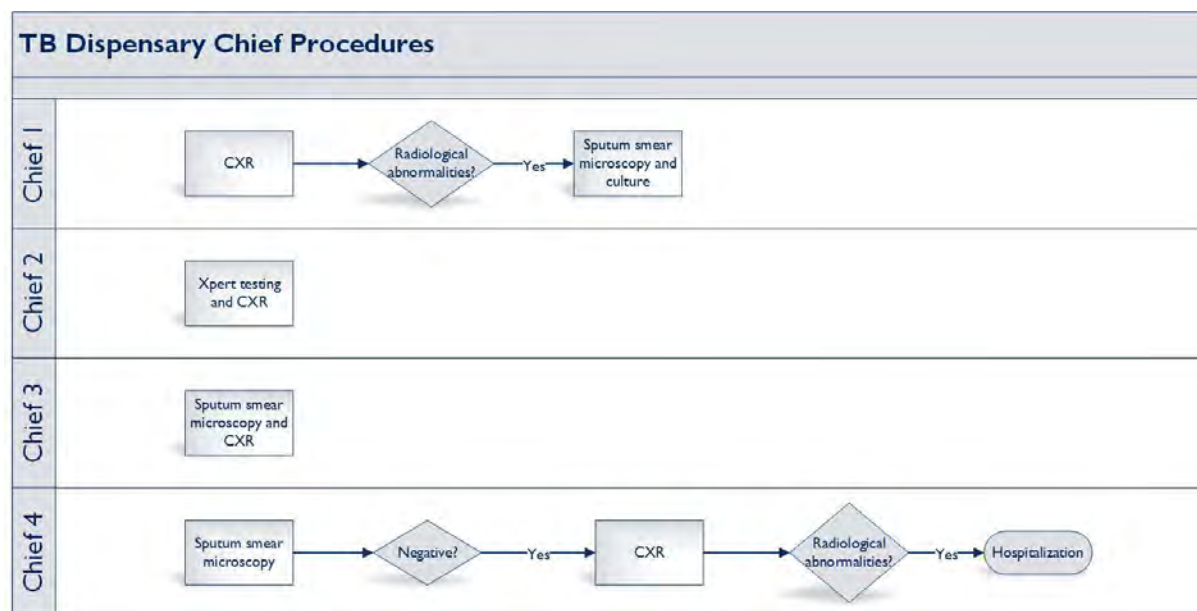 TB Dispensary Chief Procedures
Chief 1
CXR
Radiological
abnormalities?
Yes
Sputum smear
microscopy and
culture
Chief 2
Xpert testing
and CXR
Chief 3
Sputum smear
microscopy and
CXR
Chief 4
Sputum smear
microscopy
Negative?
Yes
CXR
Radiological
abnormalities?
Yes
Hospitalization